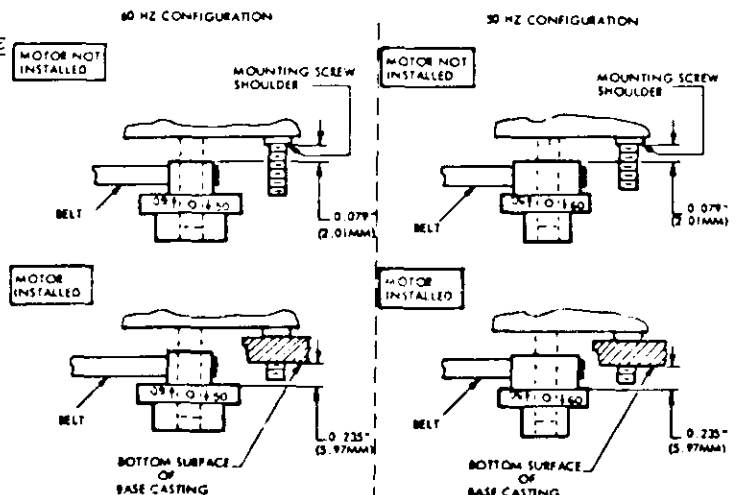 60 HZ CONFIGURATION
MOTOR NOT
INSTALLED
MOUNTING SCREW
SHOULDER
BELT
0.079"
(2.01MM)
MOTOR
INSTALLED
BELT
0.235"
(5.97MM)
BOTTOM SURFACE
OF
BASE CASTING
50 HZ CONFIGURATION
MOTOR NOT
INSTALLED
MOUNTING SCREW
SHOULDER
BELT
0.079"
(2.01MM)
MOTOR
INSTALLED
BELT
0.235"
(5.97MM)
BOTTOM SURFACE
OF
BASE CASTING